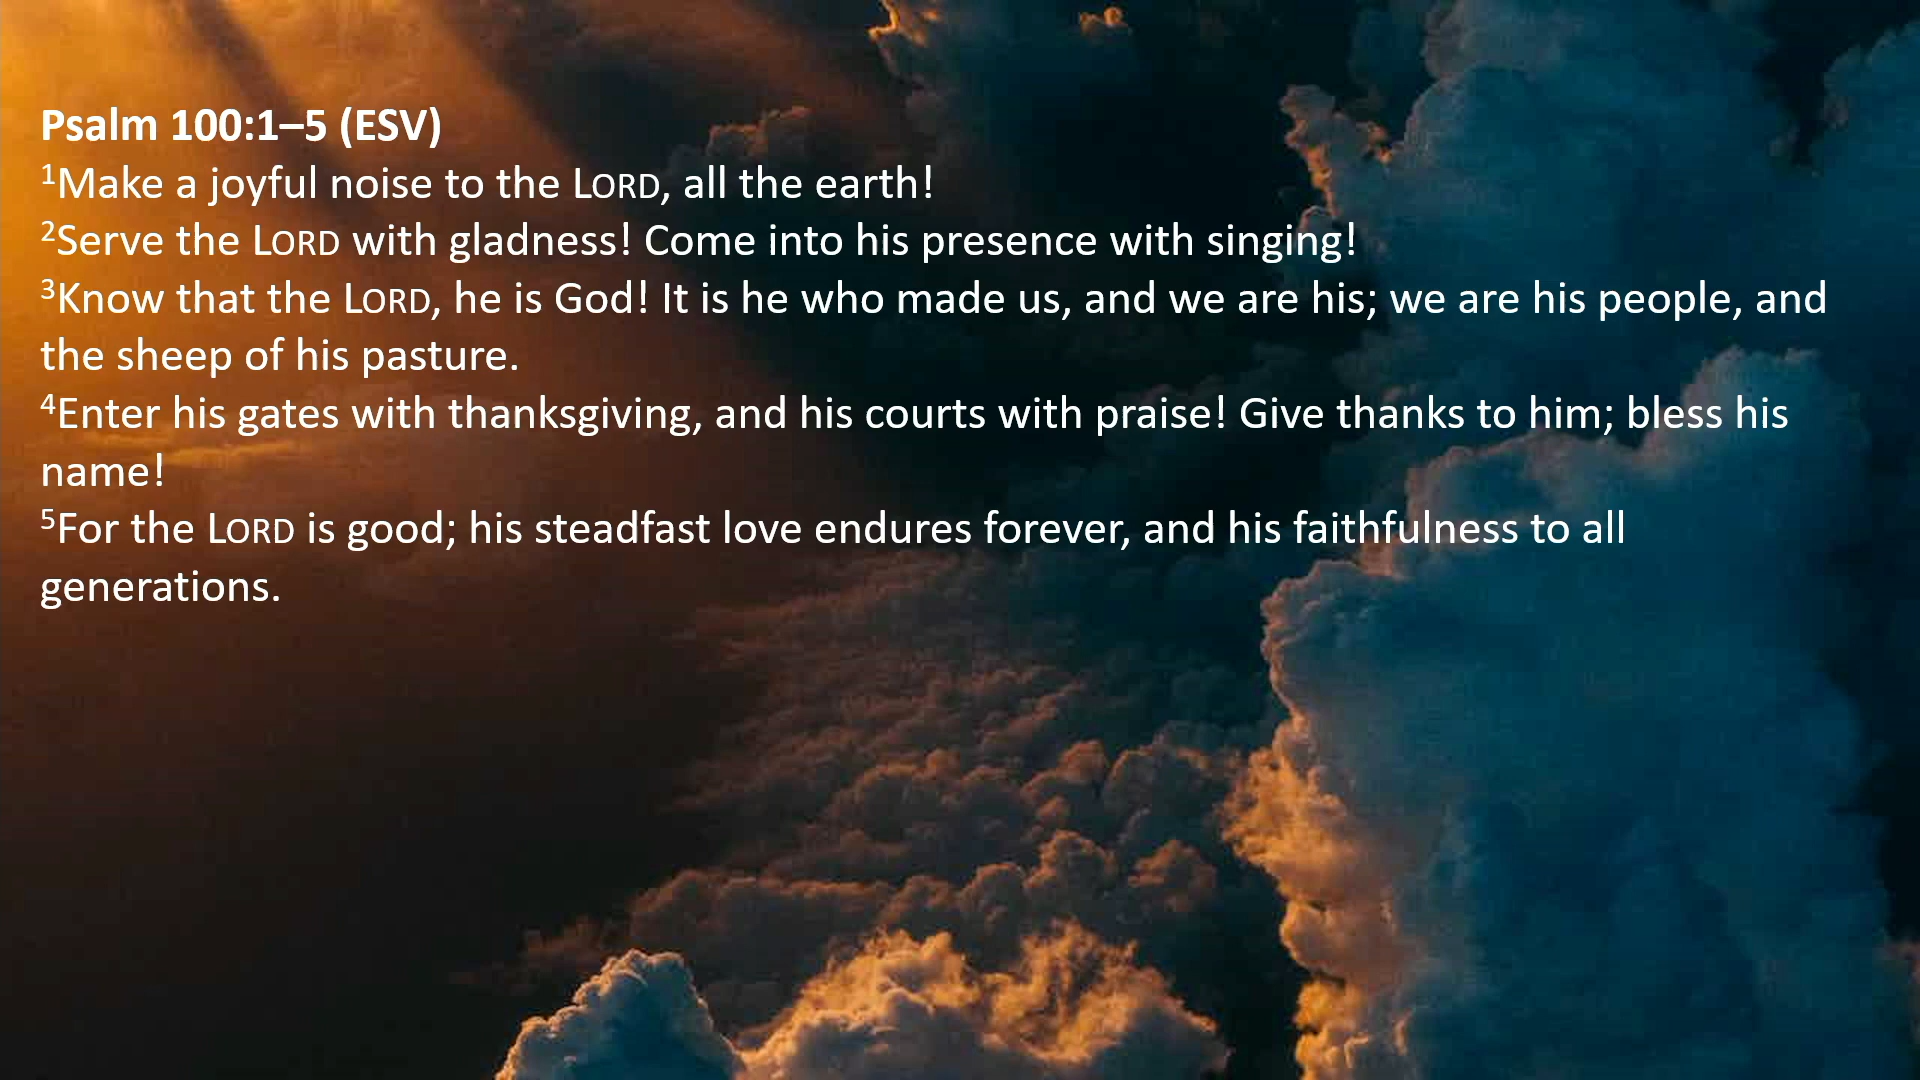 Psalm 100:1–5 (ESV)
1Make a joyful noise to the LORD, all the earth!
2Serve the LORD with gladness! Come into his presence with singing!
3Know that the LORD, he is God! It is he who made us, and we are his; we are his people, and
the sheep of his pasture.
4Enter his gates with thanksgiving, and his courts with praise! Give thanks to him; bless his
name!
5For the LORD is good; his steadfast love endures forever, and his faithfulness to all
generations.